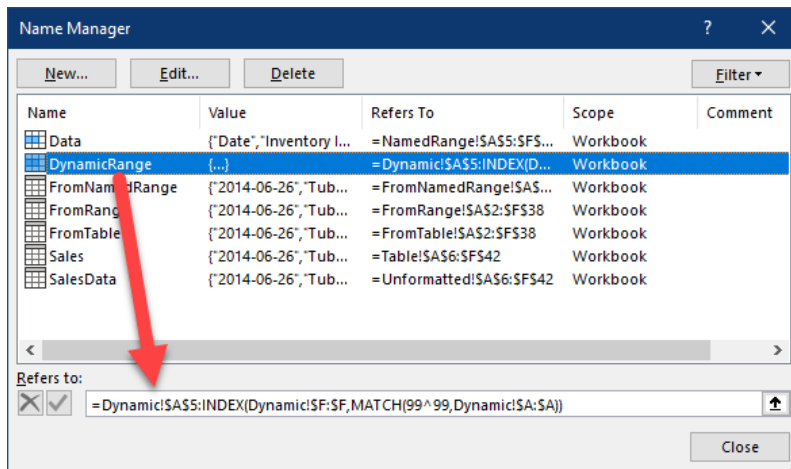 Name Manager ? ×
New... Edit... Delete Filter
Name Value Refers To Scope Comment
Data {"Date","Inventory I... =NamedRange!$A$5:$F$... Workbook
DynamicRange {...} =Dynamic!$A$5:INDEX(D... Workbook
FromNamedRange {"2014-06-26","Tub... =FromNamedRange!$A$... Workbook
FromRange {"2014-06-26","Tub... =FromRange!$A$2:$F$38 Workbook
FromTable {"2014-06-26","Tub... =FromTable!$A$2:$F$38 Workbook
Sales {"2014-06-26","Tub... =Table!$A$6:$F$42 Workbook
SalesData {"2014-06-26","Tub... =Unformatted!$A$6:$F$42 Workbook
Refers to:
=Dynamic!$A$5:INDEX(Dynamic!$F:$F,MATCH(99^99,Dynamic!$A:$A))
Close